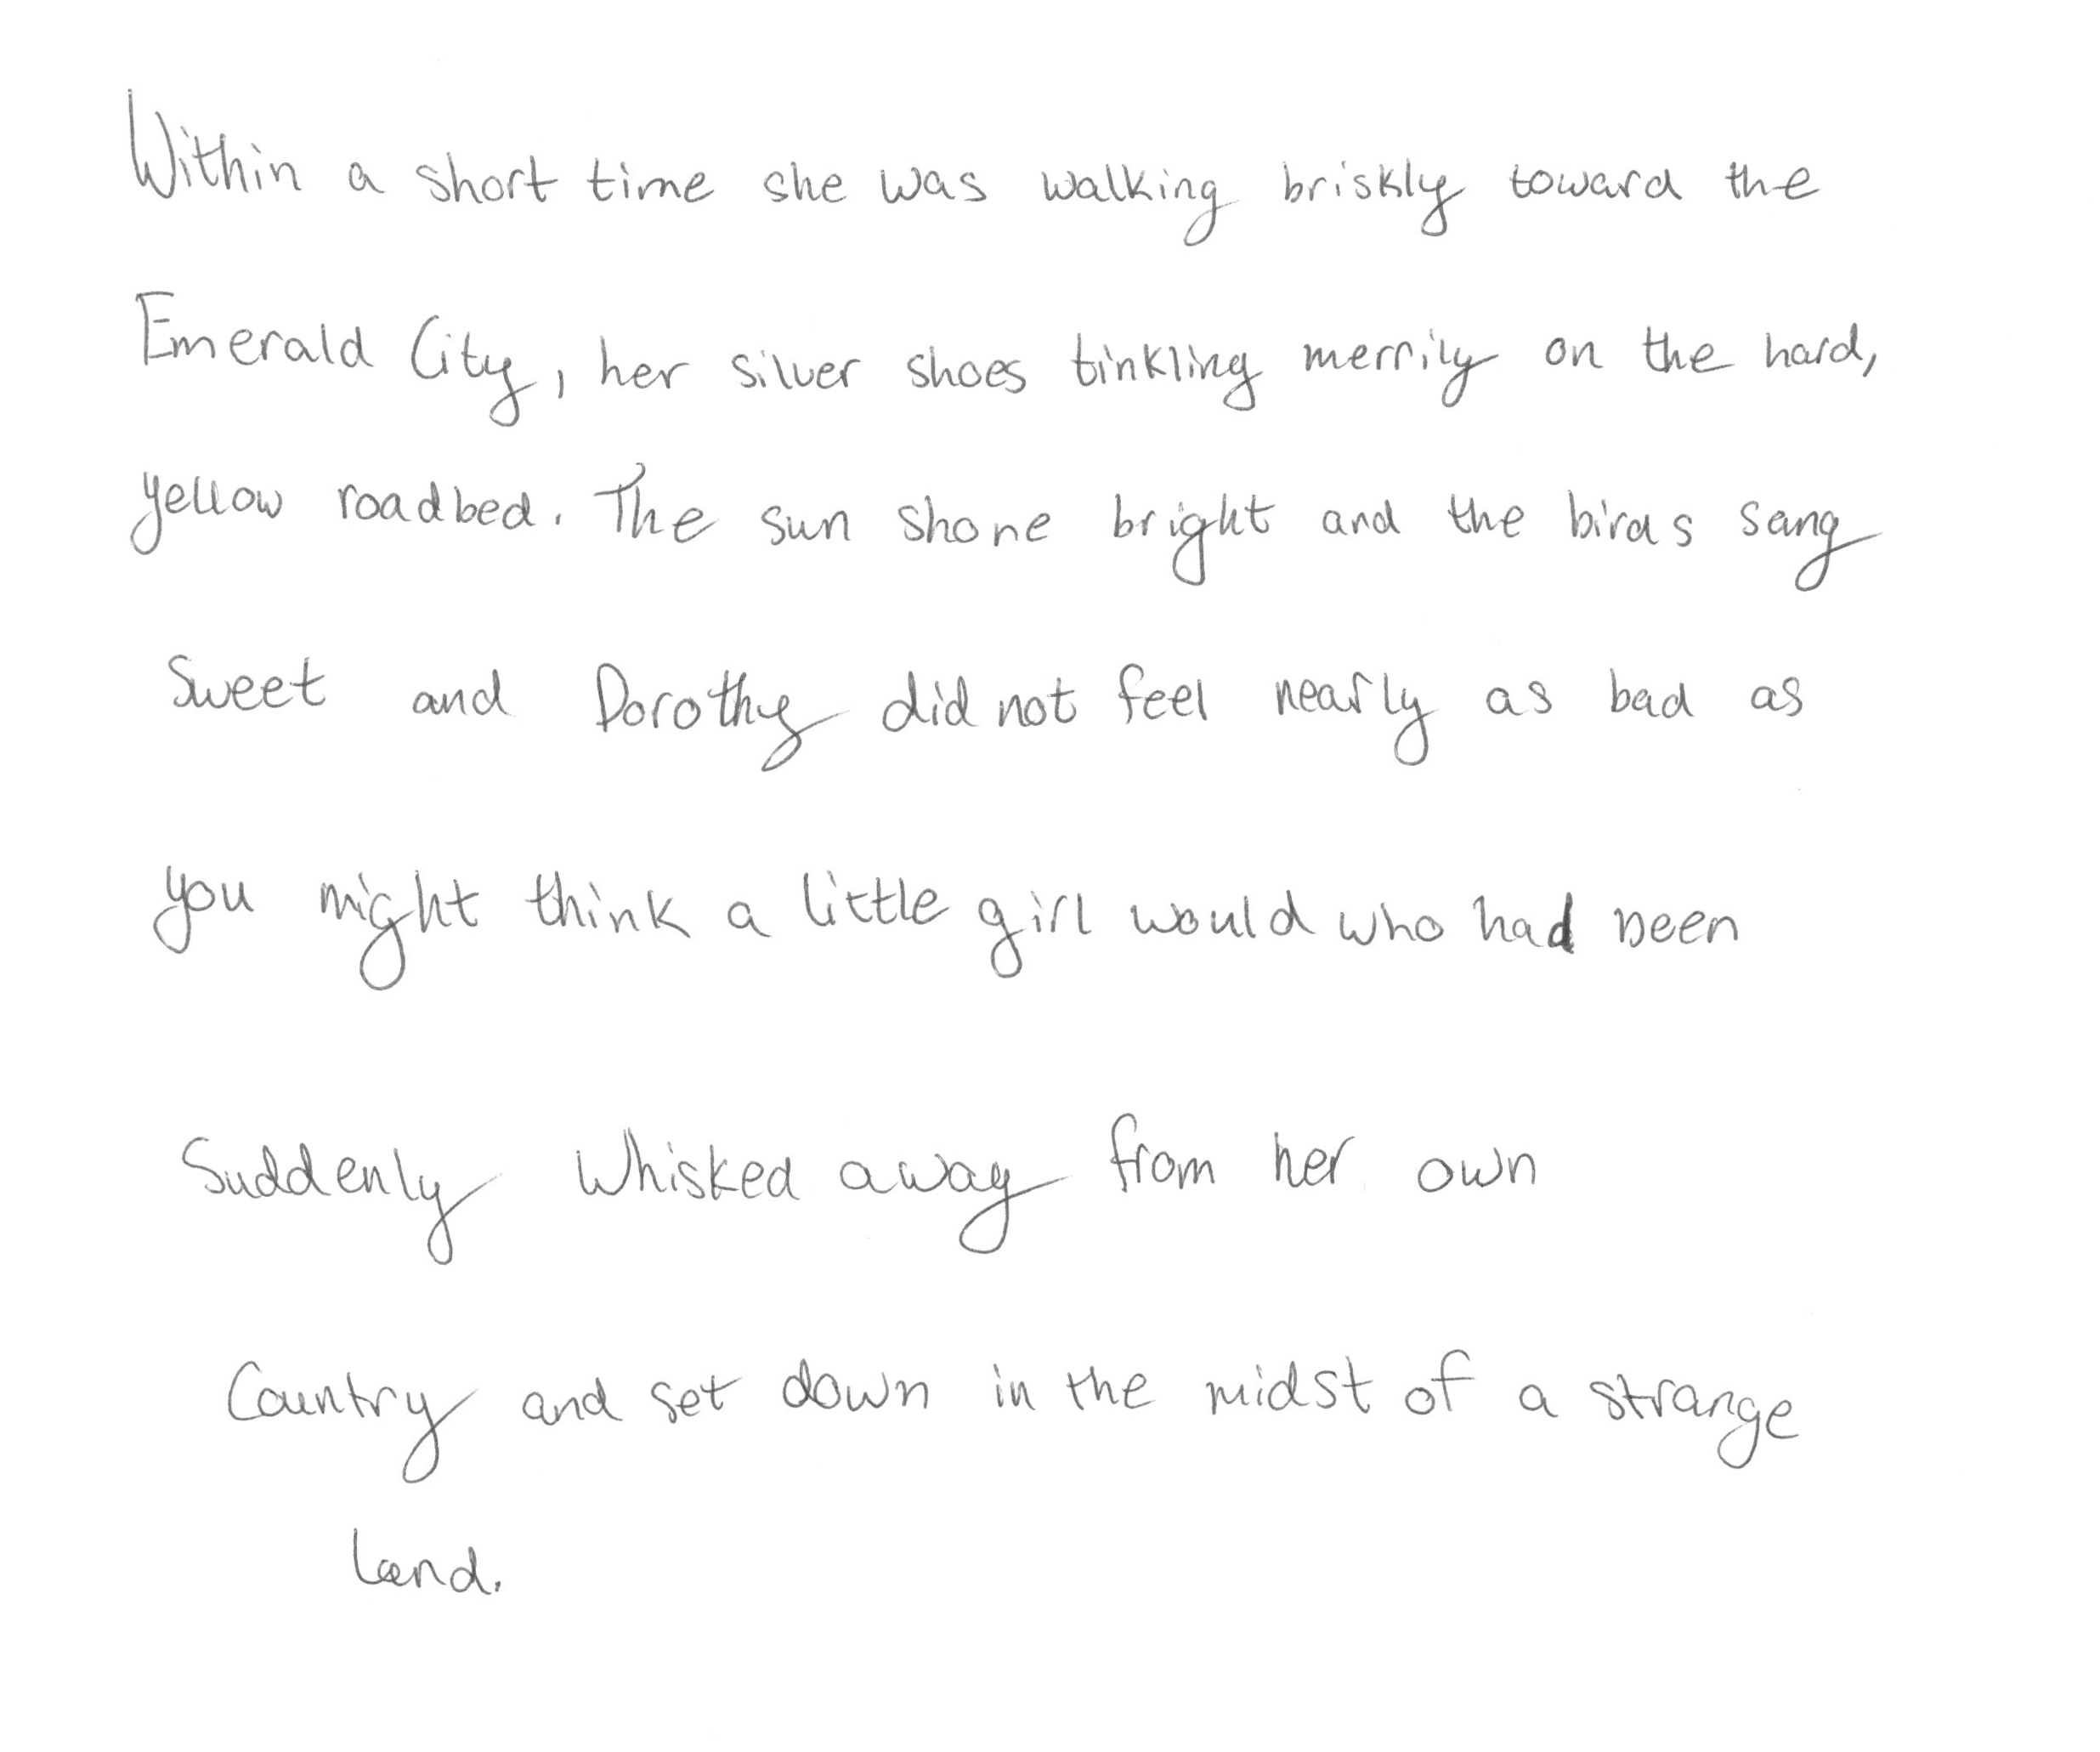 Within a short time she was walking briskly toward the
Emerald City, her silver shoes tinkling merrily on the hard,
yellow roadbed. The sun shone bright and the birds sang
Sweet and Dorothy did not feel nearly as bad as
you might think a little girl would who had been
Suddenly Whisked away from her own
Country and set down in the midst of a strange
land.